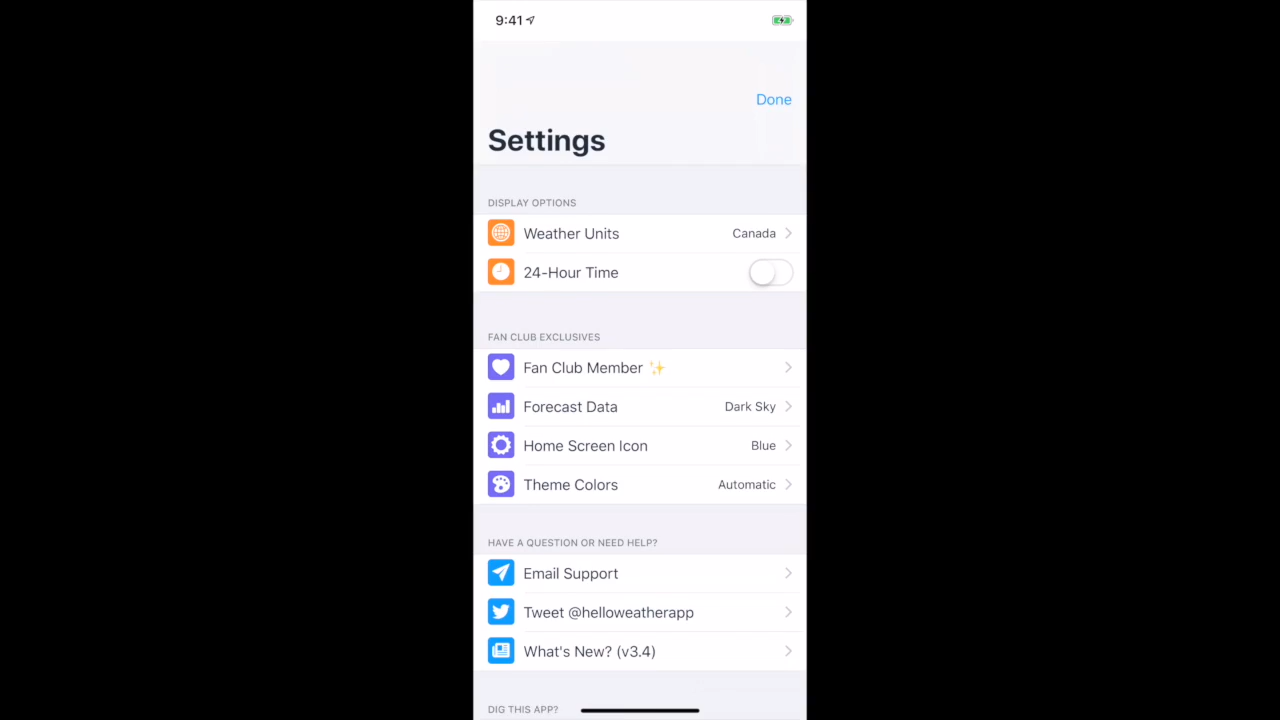 9:41
Done
Settings
DISPLAY OPTIONS
Weather Units Canada
24-Hour Time
FAN CLUB EXCLUSIVES
Fan Club Member ✨
Forecast Data Dark Sky
Home Screen Icon Blue
Theme Colors Automatic
HAVE A QUESTION OR NEED HELP?
Email Support
Tweet @helloweatherapp
What's New? (v3.4)
DIG THIS APP?